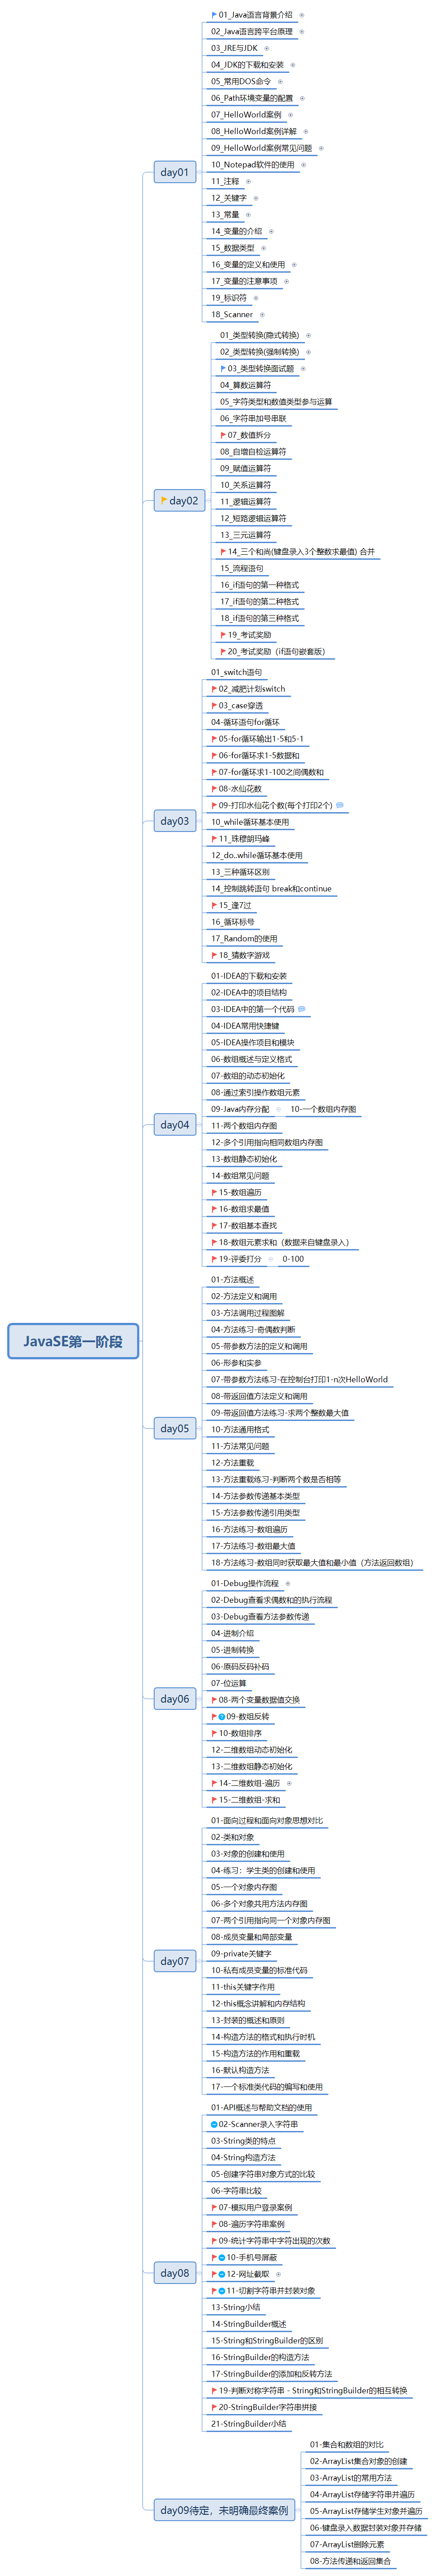 JavaSE第一阶段
day01
01_Java语言背景介绍
02_Java语言跨平台原理
03_JRE与JDK
04_JDK的下载和安装
05_常用DOS命令
06_Path环境变量的配置
07_HelloWorld案例
08_HelloWorld案例详解
09_HelloWorld案例常见问题
10_Notepad软件的使用
11_注释
12_关键字
13_常量
14_变量的介绍
15_数据类型
16_变量的定义和使用
17_变量的注意事项
19_标识符
18_Scanner
day02
01_类型转换(隐式转换)
02_类型转换(强制转换)
03_类型转换面试题
04_算数运算符
05_字符类型和数值类型参与运算
06_字符串加号串联
07_数值拆分
08_自增自检运算符
09_赋值运算符
10_关系运算符
11_逻辑运算符
12_短路逻辑运算符
13_三元运算符
14_三个和尚(键盘录入3个整数求最值) 合并
15_流程语句
16_if语句的第一种格式
17_if语句的第二种格式
18_if语句的第三种格式
19_考试奖励
20_考试奖励（if语句嵌套版）
day03
01_switch语句
02_减肥计划switch
03_case穿透
04-循环语句for循环
05-for循环输出1-5和5-1
06-for循环求1-5数据和
07-for循环求1-100之间偶数和
08-水仙花数
09-打印水仙花个数(每个打印2个)
10_while循环基本使用
11_珠穆朗玛峰
12_do..while循环基本使用
13_三种循环区别
14_控制跳转语句 break和continue
15_逢7过
16_循环标号
17_Random的使用
18_猜数字游戏
day04
01-IDEA的下载和安装
02-IDEA中的项目结构
03-IDEA中的第一个代码
04-IDEA常用快捷键
05-IDEA操作项目和模块
06-数组概述与定义格式
07-数组的动态初始化
08-通过索引操作数组元素
09-Java内存分配
10-一个数组内存图
11-两个数组内存图
12-多个引用指向相同数组内存图
13-数组静态初始化
14-数组常见问题
15-数组遍历
16-数组求最值
17-数组基本查找
18-数组元素求和（数据来自键盘录入）
19-评委打分
0-100
day05
01-方法概述
02-方法定义和调用
03-方法调用过程图解
04-方法练习-奇偶数判断
05-带参数方法的定义和调用
06-形参和实参
07-带参数方法练习-在控制台打印1-n次HelloWorld
08-带返回值方法定义和调用
09-带返回值方法练习-求两个整数最大值
10-方法通用格式
11-方法常见问题
12-方法重载
13-方法重载练习-判断两个数是否相等
14-方法参数传递基本类型
15-方法参数传递引用类型
16-方法练习-数组遍历
17-方法练习-数组最大值
18-方法练习-数组同时获取最大值和最小值（方法返回数组）
day06
01-Debug操作流程
02-Debug查看求偶数和的执行流程
03-Debug查看方法参数传递
04-进制介绍
05-进制转换
06-原码反码补码
07-位运算
08-两个变量数据值交换
09-数组反转
10-数组排序
12-二维数组动态初始化
13-二维数组静态初始化
14-二维数组-遍历
15-二维数组-求和
day07
01-面向过程和面向对象思想对比
02-类和对象
03-对象的创建和使用
04-练习：学生类的创建和使用
05-一个对象内存图
06-多个对象共用方法内存图
07-两个引用指向同一个对象内存图
08-成员变量和局部变量
09-private关键字
10-私有成员变量的标准代码
11-this关键字作用
12-this概念讲解和内存结构
13-封装的概述和原则
14-构造方法的格式和执行时机
15-构造方法的作用和重载
16-默认构造方法
17-一个标准类代码的编写和使用
day08
01-API概述与帮助文档的使用
02-Scanner录入字符串
03-String类的特点
04-String构造方法
05-创建字符串对象方式的比较
06-字符串比较
07-模拟用户登录案例
08-遍历字符串案例
09-统计字符串中字符出现的次数
10-手机号屏蔽
12-网址截取
11-切割字符串并封装对象
13-String小结
14-StringBuilder概述
15-String和StringBuilder的区别
16-StringBuilder的构造方法
17-StringBuilder的添加和反转方法
19-判断对称字符串 - String和StringBuilder的相互转换
20-StringBuilder字符串拼接
21-StringBuilder小结
day09待定，未明确最终案例
01-集合和数组的对比
02-ArrayList集合对象的创建
03-ArrayList的常用方法
04-ArrayList存储字符串并遍历
05-ArrayList存储学生对象并遍历
06-键盘录入数据封装对象并存储
07-ArrayList删除元素
08-方法传递和返回集合